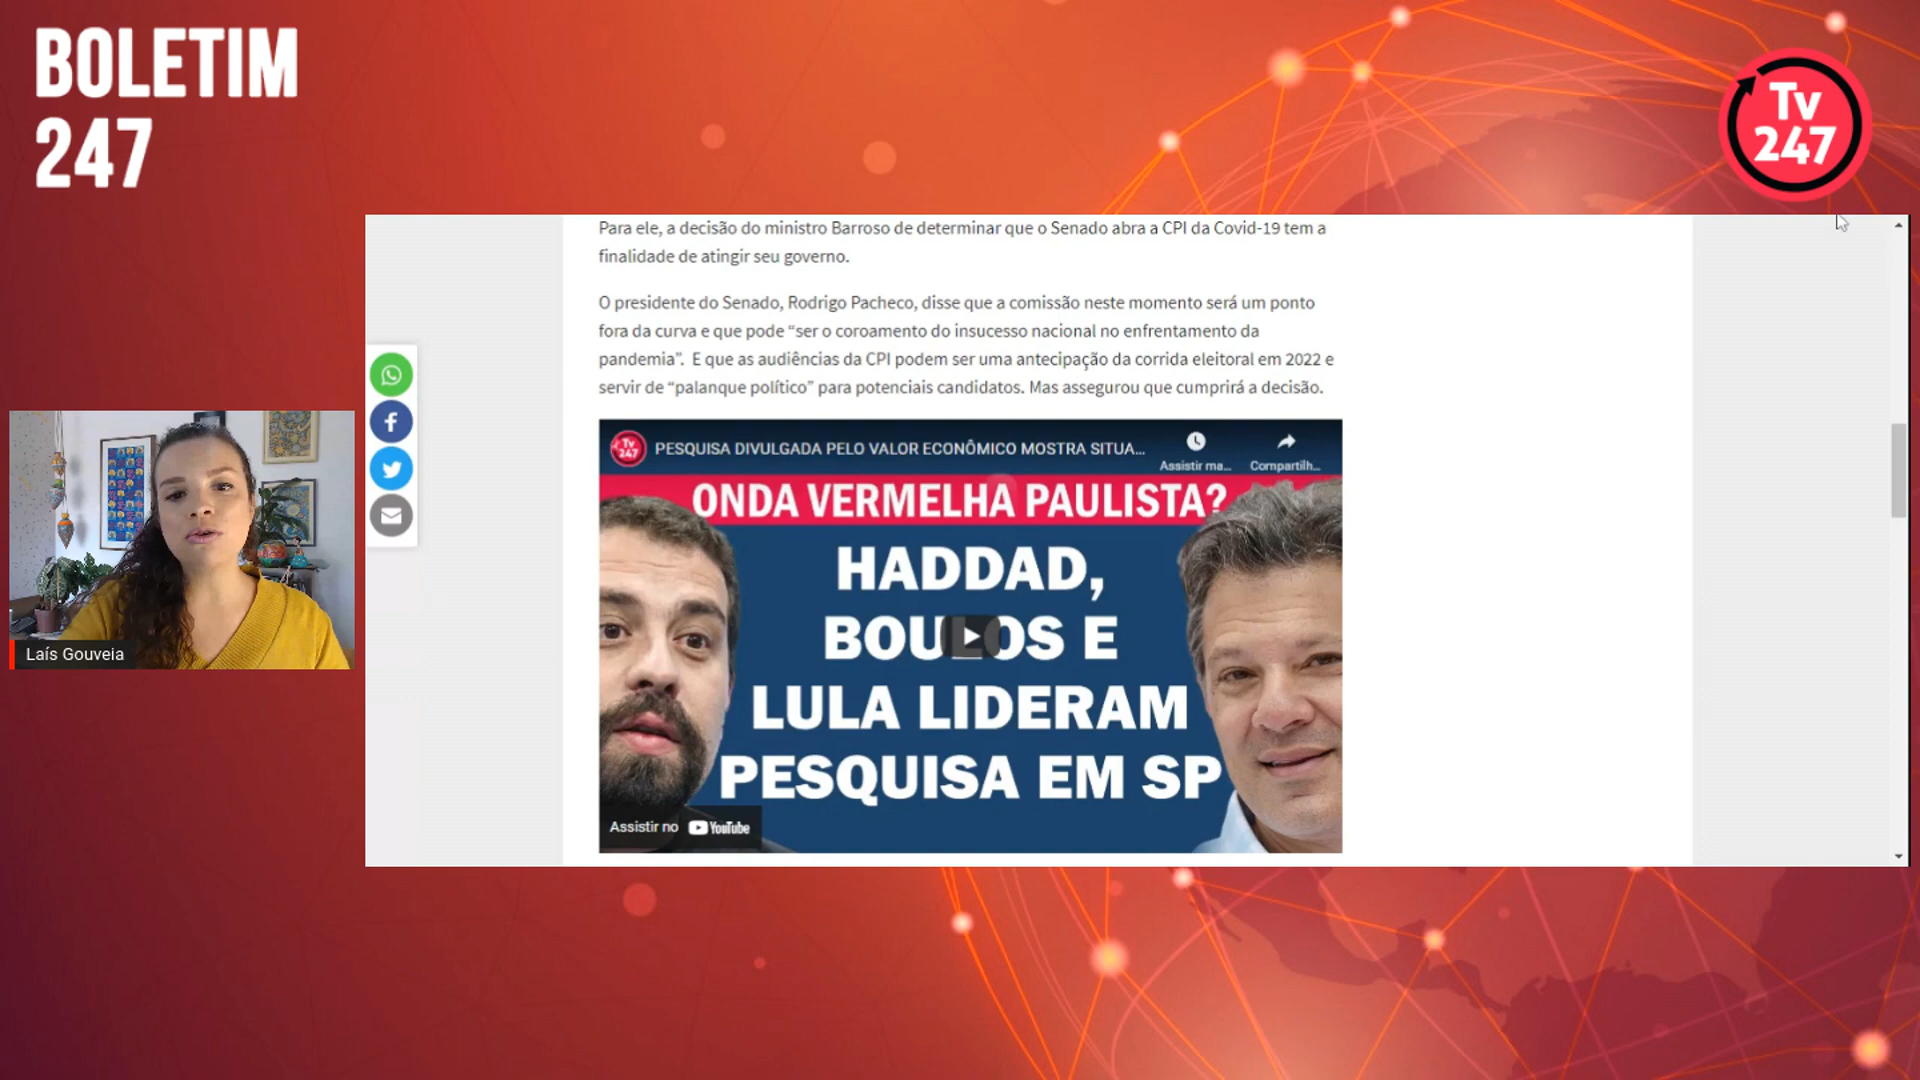 BOLETIM
247
Tv
247
Para ele, a decisão do ministro Barroso de determinar que o Senado abra a CPI da Covid-19 tem a
finalidade de atingir seu governo.
O presidente do Senado, Rodrigo Pacheco, disse que a comissão neste momento será um ponto
fora da curva e que pode “ser o coroamento do insucesso nacional no enfrentamento da
pandemia”. E que as audiências da CPI podem ser uma antecipação da corrida eleitoral em 2022 e
servir de “palanque político” para potenciais candidatos. Mas assegurou que cumprirá a decisão.
Tv
247
PESQUISA DIVULGADA PELO VALOR ECONÔMICO MOSTRA SITUA...
Assistir ma...
Compartilh...
ONDA VERMELHA PAULISTA?
HADDAD,
BOULOS E
LULA LIDERAM
PESQUISA EM SP
Assistir no YouTube
Laís Gouveia